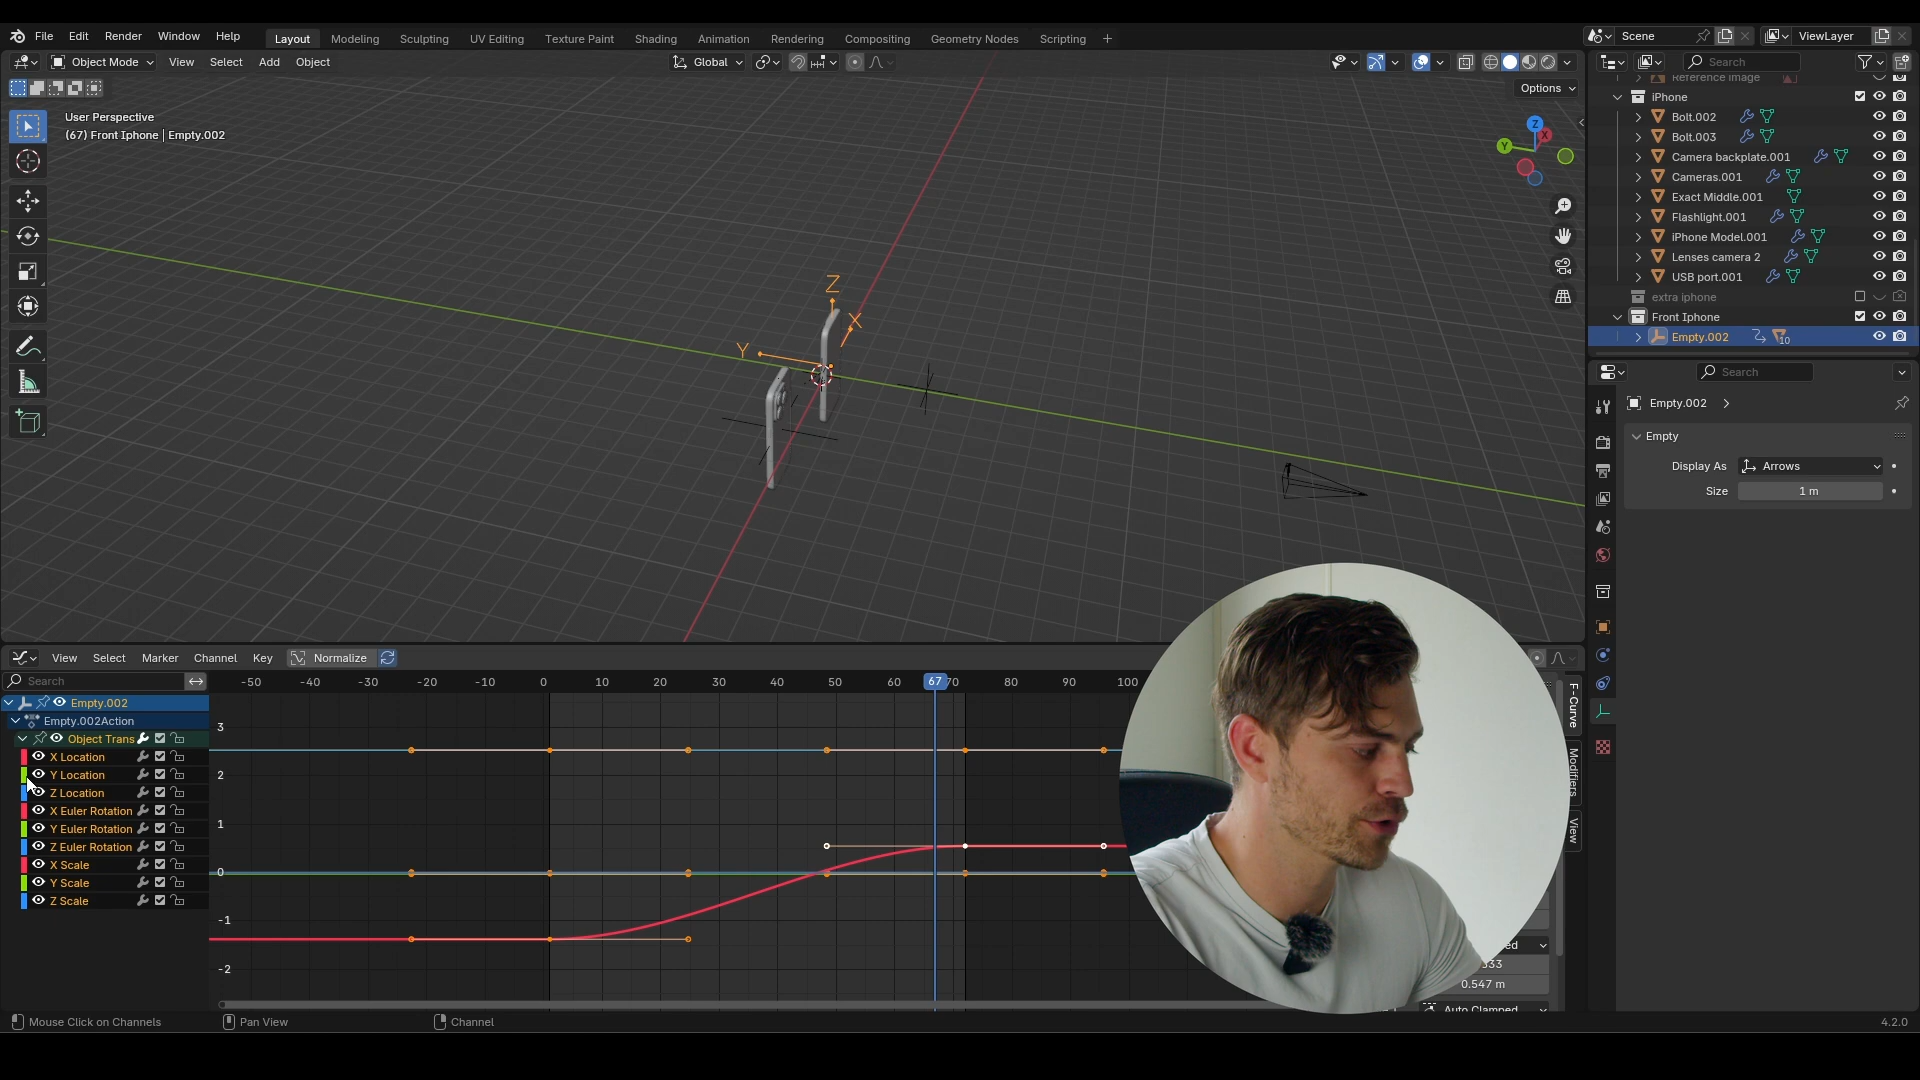 File Edit Render Window Help Layout Modeling Sculpting UV Editing Texture Paint Shading Animation Rendering Compositing Geometry Nodes Scripting + Scene ViewLayer
Object Mode View Select Add Object Global Search
Options
User Perspective
(67) Front Iphone | Empty.002
Z
X
Y
Z
X
Y
Reference Image
iPhone
Bolt.002
Bolt.003
Camera backplate.001
Cameras.001
Exact Middle.001
Flashlight.001
iPhone Model.001
Lenses camera 2
USB port.001
extra iphone
Front Iphone
Empty.002 10
Search
Empty.002
Empty
Display As Arrows
Size 1 m
View Select Marker Channel Key Normalize
Search
-50 -40 -30 -20 -10 0 10 20 30 40 50 60 67 70 80 90 100
Empty.002
Empty.002Action
Object Trans
X Location
Y Location
Z Location
X Euler Rotation
Y Euler Rotation
Z Euler Rotation
X Scale
Y Scale
Z Scale
3
2
1
0
-1
-2
F-Curve
Modifiers
View
0.547 m
Auto Clamped
Mouse Click on Channels Pan View Channel 4.2.0